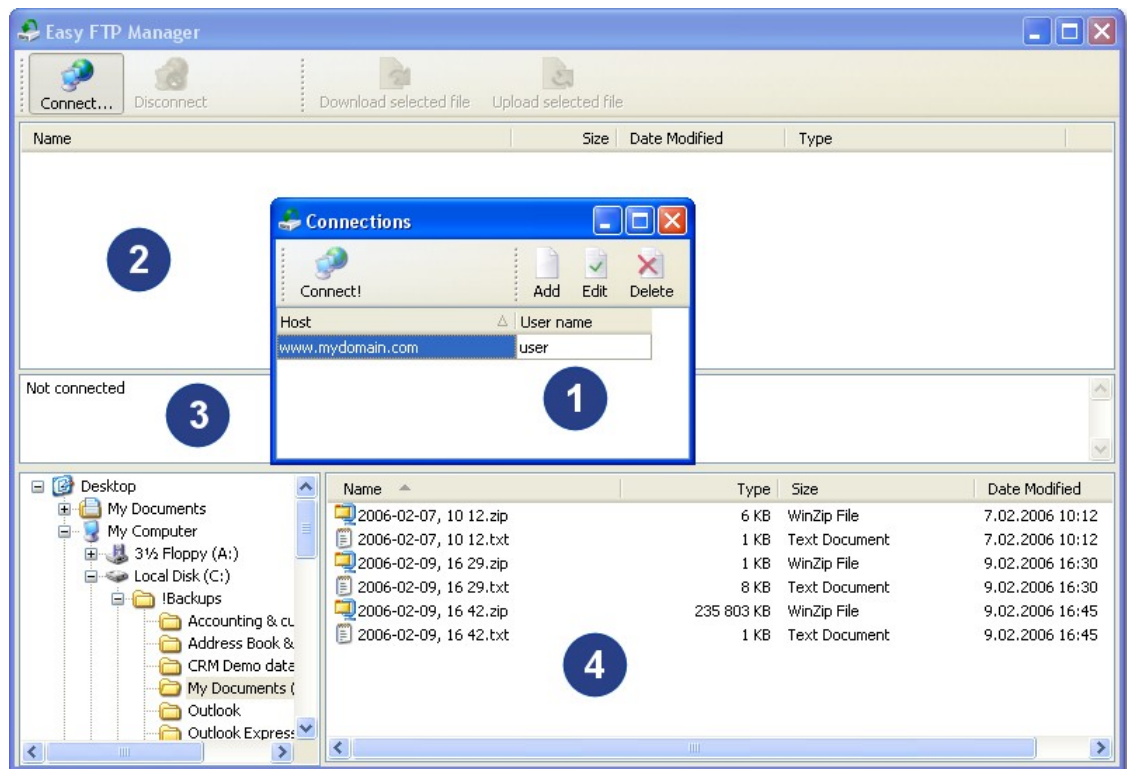 Easy FTP Manager
Connect... Disconnect Download selected file Upload selected file
Name Size Date Modified Type
2
Connections
Connect! Add Edit Delete
Host User name
www.mydomain.com user
1
Not connected
3
Desktop
My Documents
My Computer
3½ Floppy (A:)
Local Disk (C:)
!Backups
Accounting & cu
Address Book &
CRM Demo data
My Documents (
Outlook
Outlook Express
Name Type Size Date Modified
2006-02-07, 10 12.zip 6 KB WinZip File 7.02.2006 10:12
2006-02-07, 10 12.txt 1 KB Text Document 7.02.2006 10:12
2006-02-09, 16 29.zip 1 KB WinZip File 9.02.2006 16:30
2006-02-09, 16 29.txt 8 KB Text Document 9.02.2006 16:30
2006-02-09, 16 42.zip 235 803 KB WinZip File 9.02.2006 16:45
2006-02-09, 16 42.txt 1 KB Text Document 9.02.2006 16:45
4